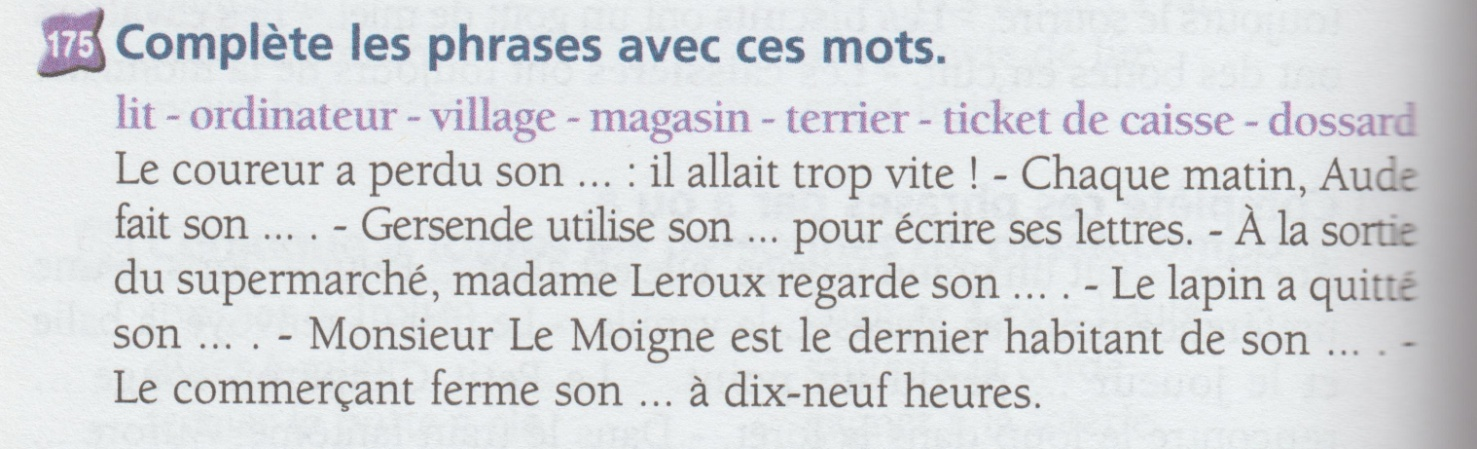 175 Complète les phrases avec ces mots.
lit - ordinateur - village - magasin - terrier - ticket de caisse - dossard
Le coureur a perdu son ... : il allait trop vite ! - Chaque matin, Aude
fait son ... . - Gersende utilise son ... pour écrire ses lettres. - À la sortie
du supermarché, madame Leroux regarde son ... . - Le lapin a quitté
son ... . - Monsieur Le Moigne est le dernier habitant de son ... . -
Le commerçant ferme son ... à dix-neuf heures.